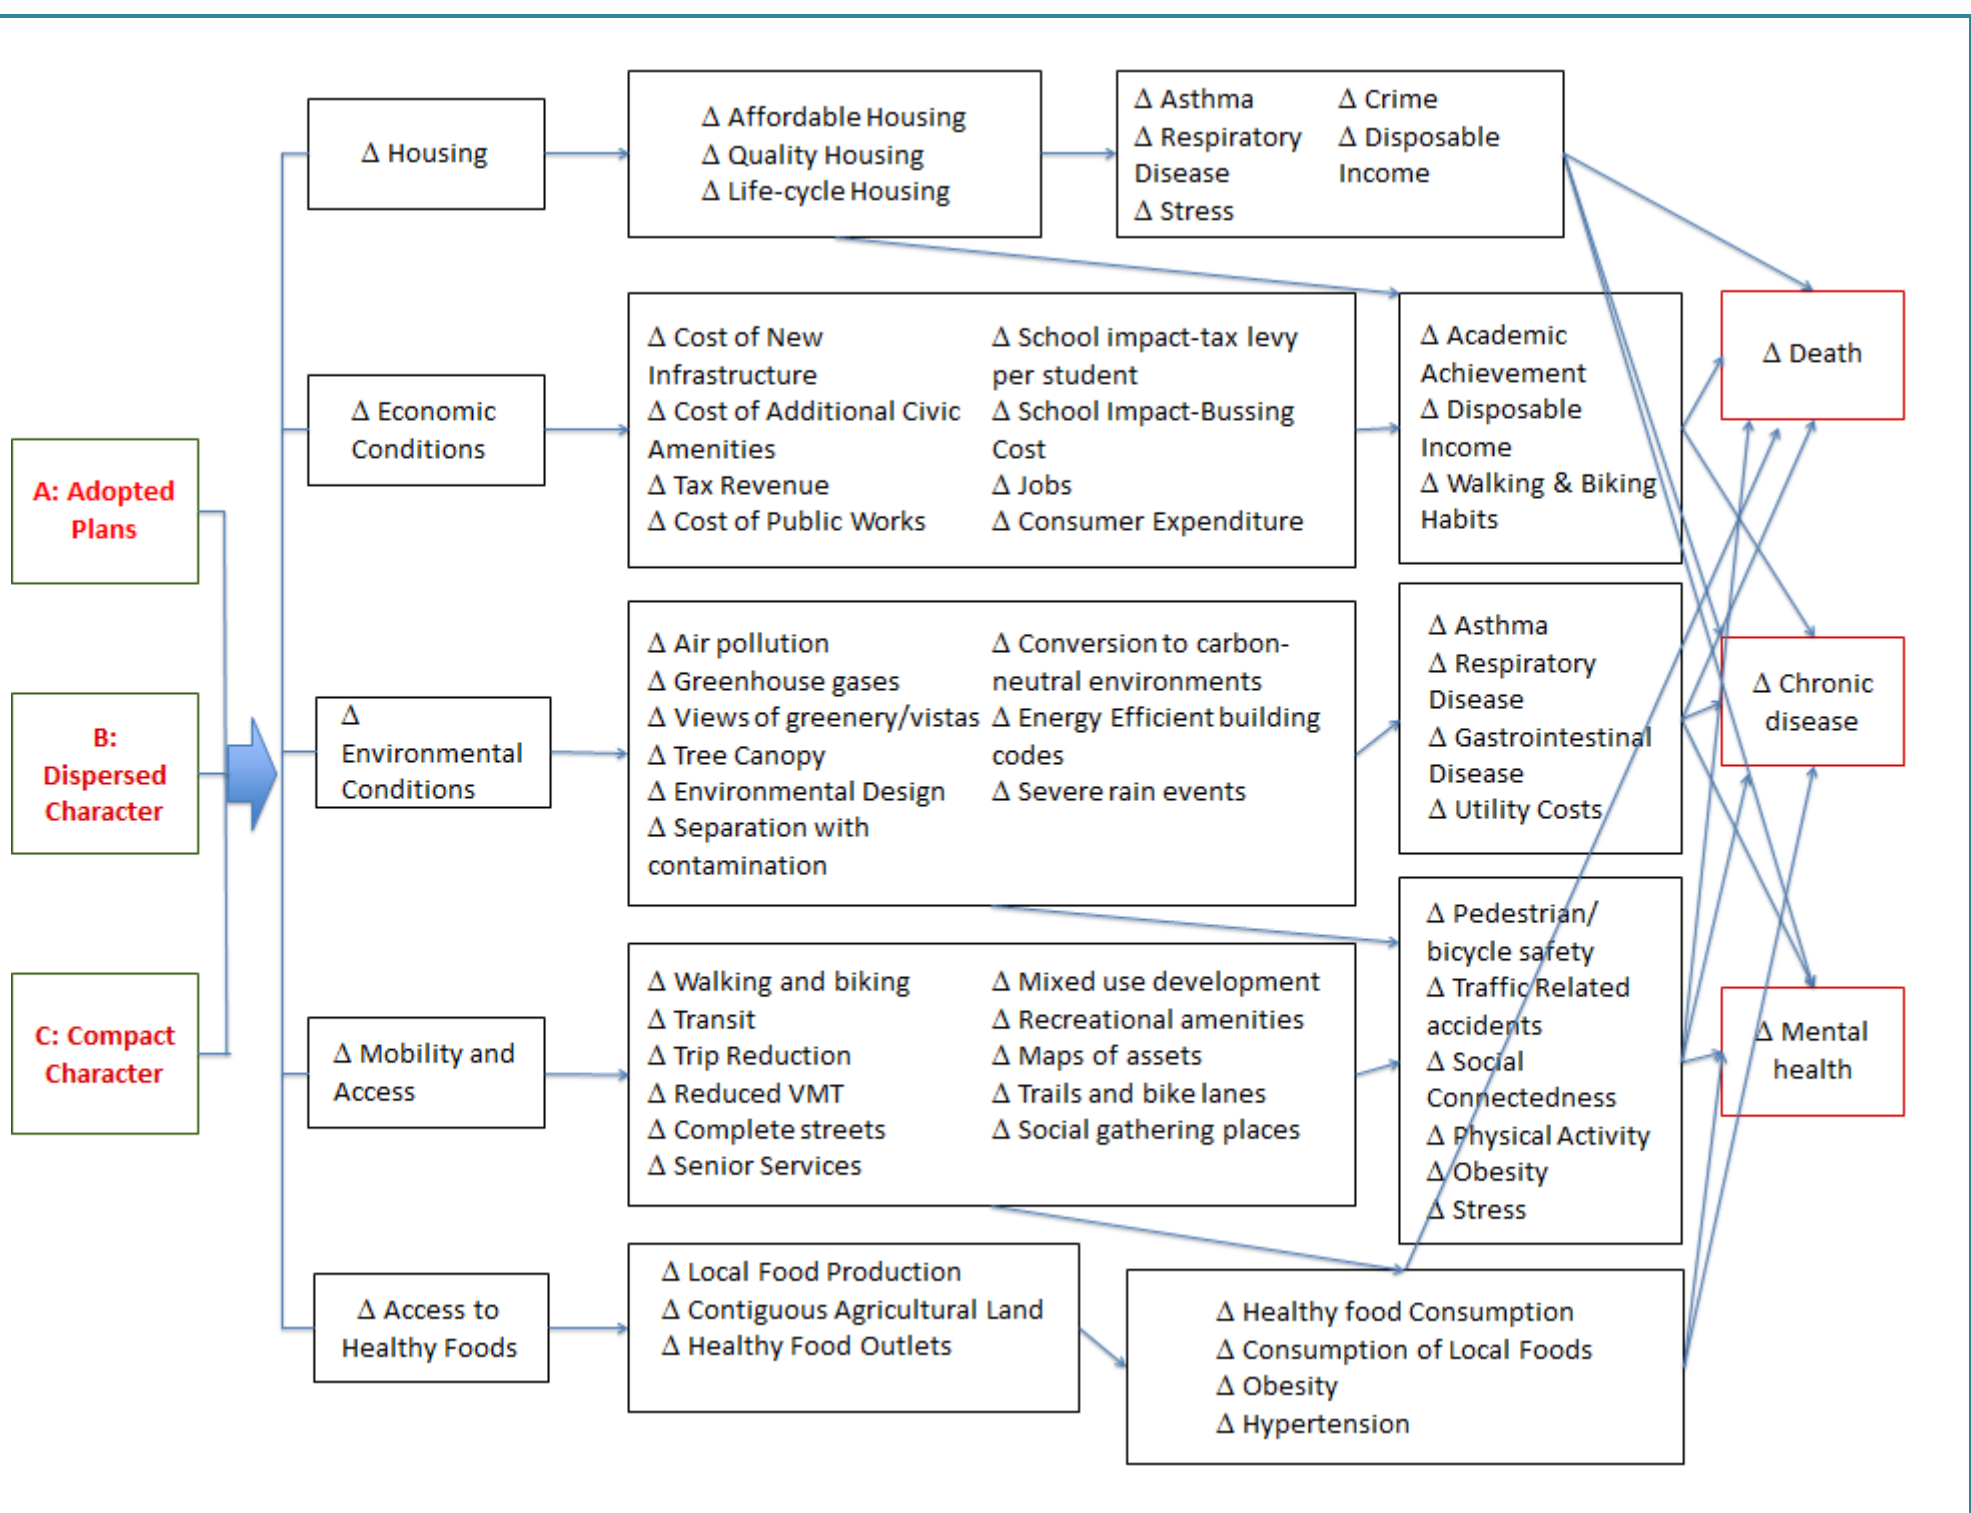 A: Adopted
Plans
B:
Dispersed
Character
C: Compact
Character
Δ Housing
Δ Economic
Conditions
Δ
Environmental
Conditions
Δ Mobility and
Access
Δ Access to
Healthy Foods
Δ Affordable Housing
Δ Quality Housing
Δ Life-cycle Housing
Δ Asthma
Δ Respiratory
Disease
Δ Stress
Δ Crime
Δ Disposable
Income
Δ Cost of New
Infrastructure
Δ Cost of Additional Civic
Amenities
Δ Tax Revenue
Δ Cost of Public Works
Δ School impact-tax levy
per student
Δ School Impact-Bussing
Cost
Δ Jobs
Δ Consumer Expenditure
Δ Academic
Achievement
Δ Disposable
Income
Δ Walking & Biking
Habits
Δ Air pollution
Δ Greenhouse gases
Δ Views of greenery/vistas
Δ Tree Canopy
Δ Environmental Design
Δ Separation with
contamination
Δ Conversion to carbon-
neutral environments
Δ Energy Efficient building
codes
Δ Severe rain events
Δ Asthma
Δ Respiratory
Disease
Δ Gastrointestinal
Disease
Δ Utility Costs
Δ Walking and biking
Δ Transit
Δ Trip Reduction
Δ Reduced VMT
Δ Complete streets
Δ Senior Services
Δ Mixed use development
Δ Recreational amenities
Δ Maps of assets
Δ Trails and bike lanes
Δ Social gathering places
Δ Pedestrian/
bicycle safety
Δ Traffic Related
accidents
Δ Social
Connectedness
Δ Physical Activity
Δ Obesity
Δ Stress
Δ Local Food Production
Δ Contiguous Agricultural Land
Δ Healthy Food Outlets
Δ Healthy food Consumption
Δ Consumption of Local Foods
Δ Obesity
Δ Hypertension
Δ Death
Δ Chronic
disease
Δ Mental
health